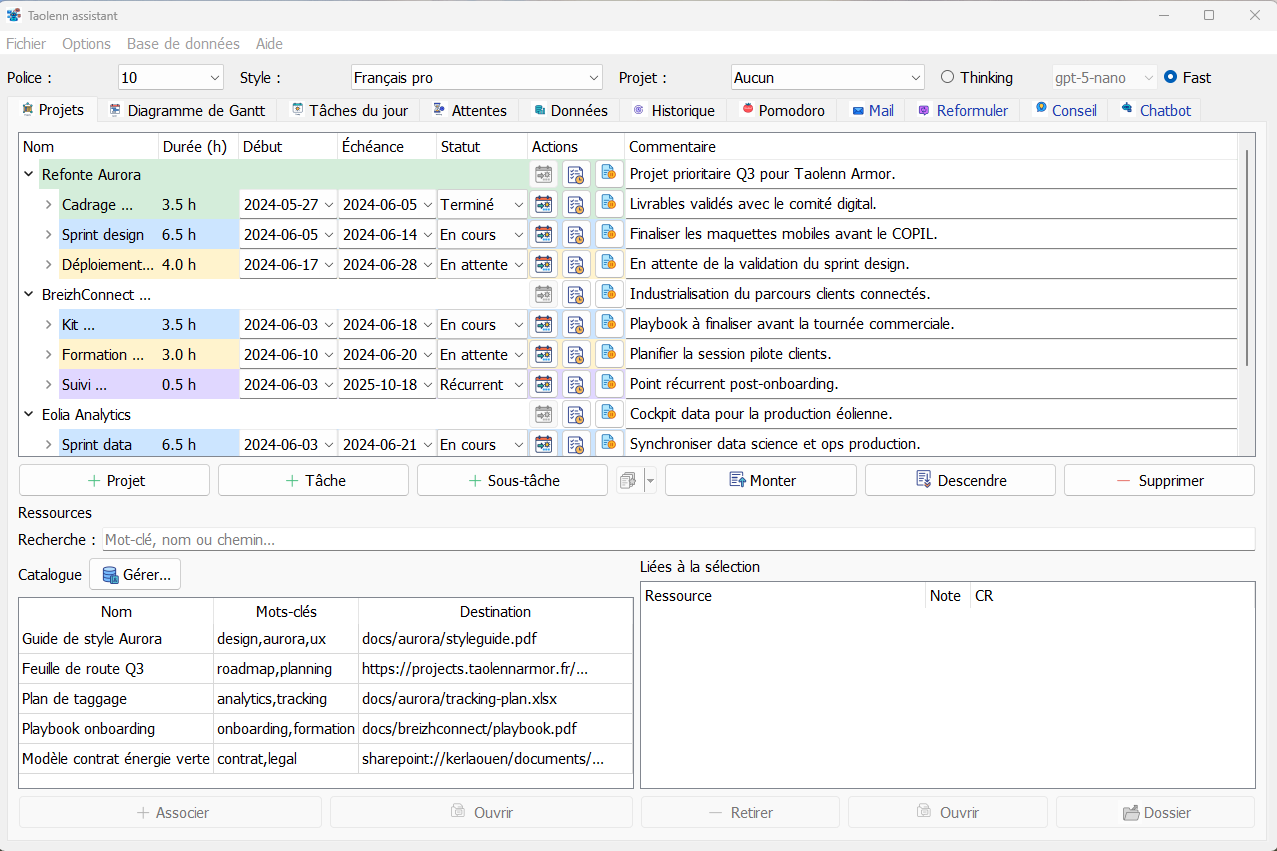 Taolenn assistant
Fichier Options Base de données Aide
Police : 10 Style : Français pro Projet : Aucun Thinking gpt-5-nano Fast
Projets Diagramme de Gantt Tâches du jour Attentes Données Historique Pomodoro Mail Reformuler Conseil Chatbot
Nom Durée (h) Début Échéance Statut Actions Commentaire
Refonte Aurora Projet prioritaire Q3 pour Taolenn Armor.
Cadrage ... 3.5 h 2024-05-27 2024-06-05 Terminé Livrables validés avec le comité digital.
Sprint design 6.5 h 2024-06-05 2024-06-14 En cours Finaliser les maquettes mobiles avant le COPIL.
Déploiement... 4.0 h 2024-06-17 2024-06-28 En attente En attente de la validation du sprint design.
BreizhConnect ... Industrialisation du parcours clients connectés.
Kit ... 3.5 h 2024-06-03 2024-06-18 En cours Playbook à finaliser avant la tournée commerciale.
Formation ... 3.0 h 2024-06-10 2024-06-20 En attente Planifier la session pilote clients.
Suivi ... 0.5 h 2024-06-03 2025-10-18 Récurrent Point récurrent post-onboarding.
Eolia Analytics Cockpit data pour la production éolienne.
Sprint data 6.5 h 2024-06-03 2024-06-21 En cours Synchroniser data science et ops production.
Projet Tâche Sous-tâche Monter Descendre Supprimer
Ressources
Recherche : Mot-clé, nom ou chemin...
Catalogue Gérer... Liées à la sélection
Ressource Note CR
Nom Mots-clés Destination
Guide de style Aurora design,aurora,ux docs/aurora/styleguide.pdf
Feuille de route Q3 roadmap,planning https://projects.taolennarmor.fr/...
Plan de taggage analytics,tracking docs/aurora/tracking-plan.xlsx
Playbook onboarding onboarding,formation docs/breizhconnect/playbook.pdf
Modèle contrat énergie verte contrat,legal sharepoint://kerlaouen/documents/...
Associer Ouvrir Retirer Ouvrir Dossier